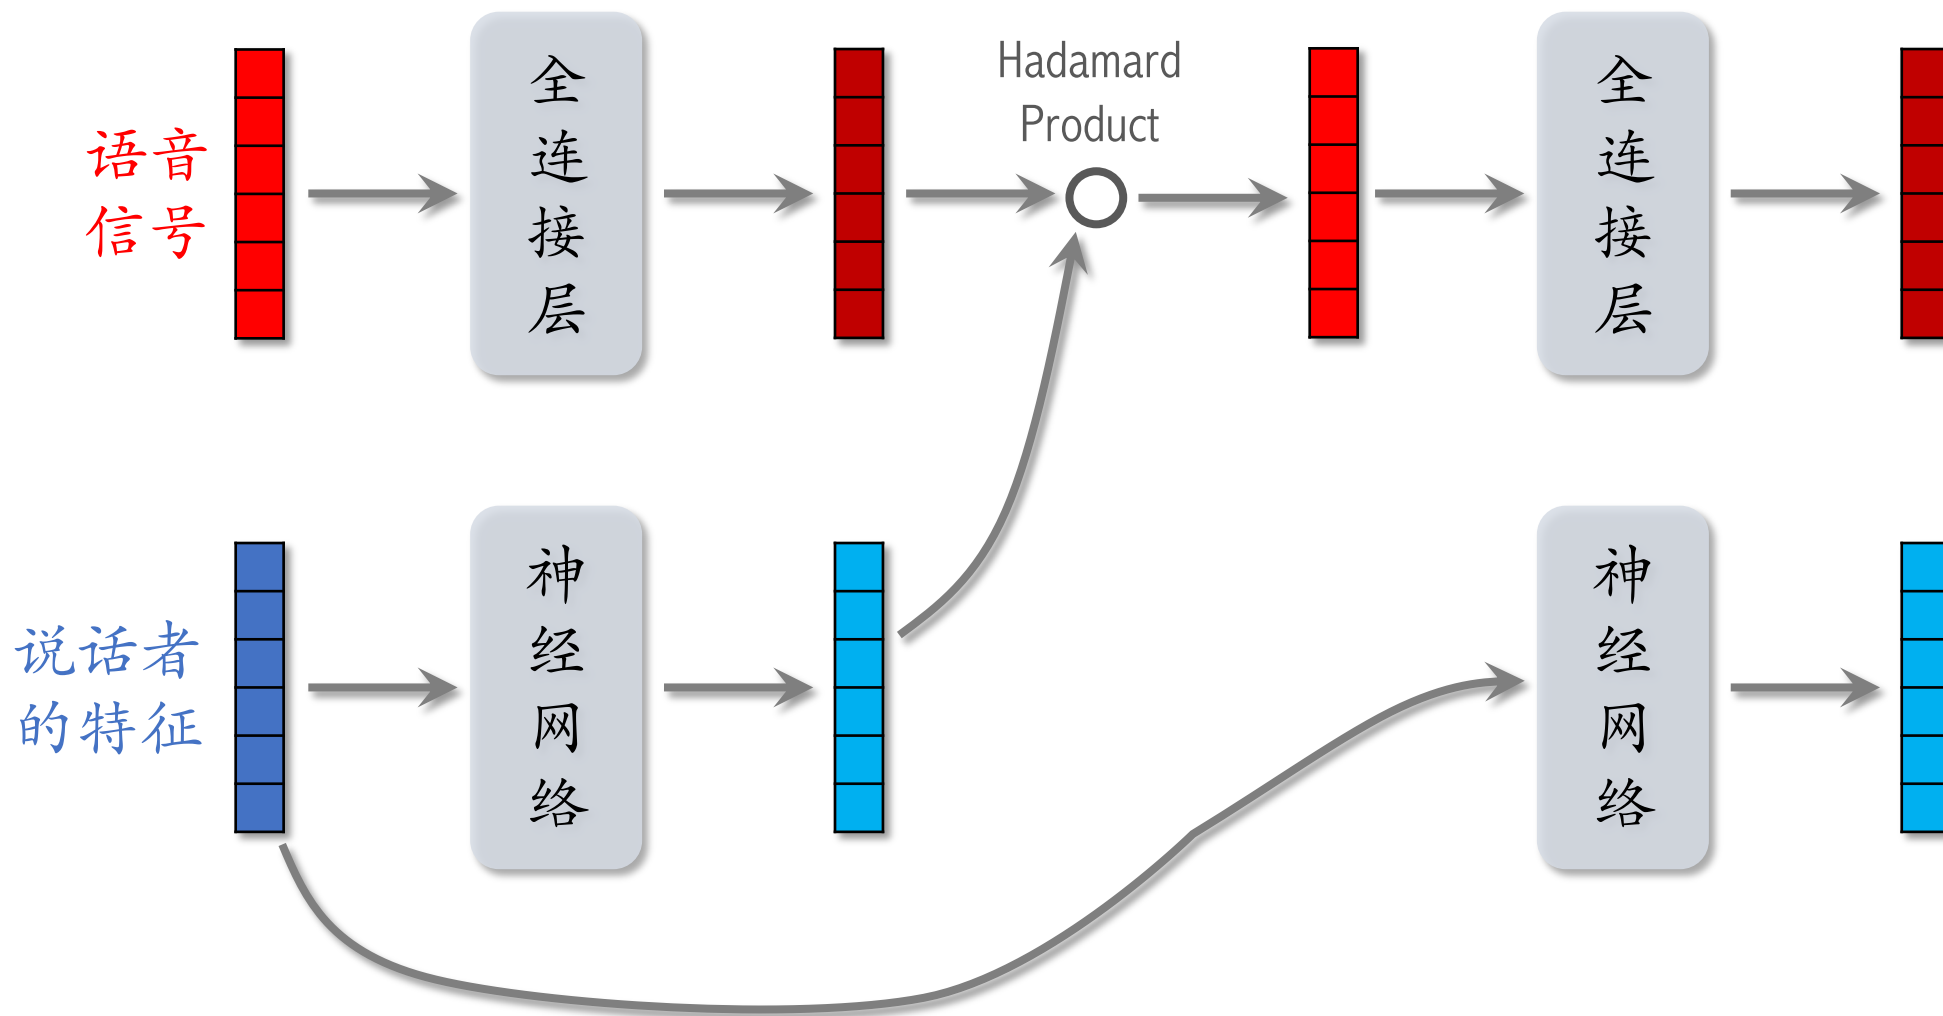 语音
信号
全
连
接
层
Hadamard
Product
全
连
接
层
说话者
的特征
神
经
网
络
神
经
网
络